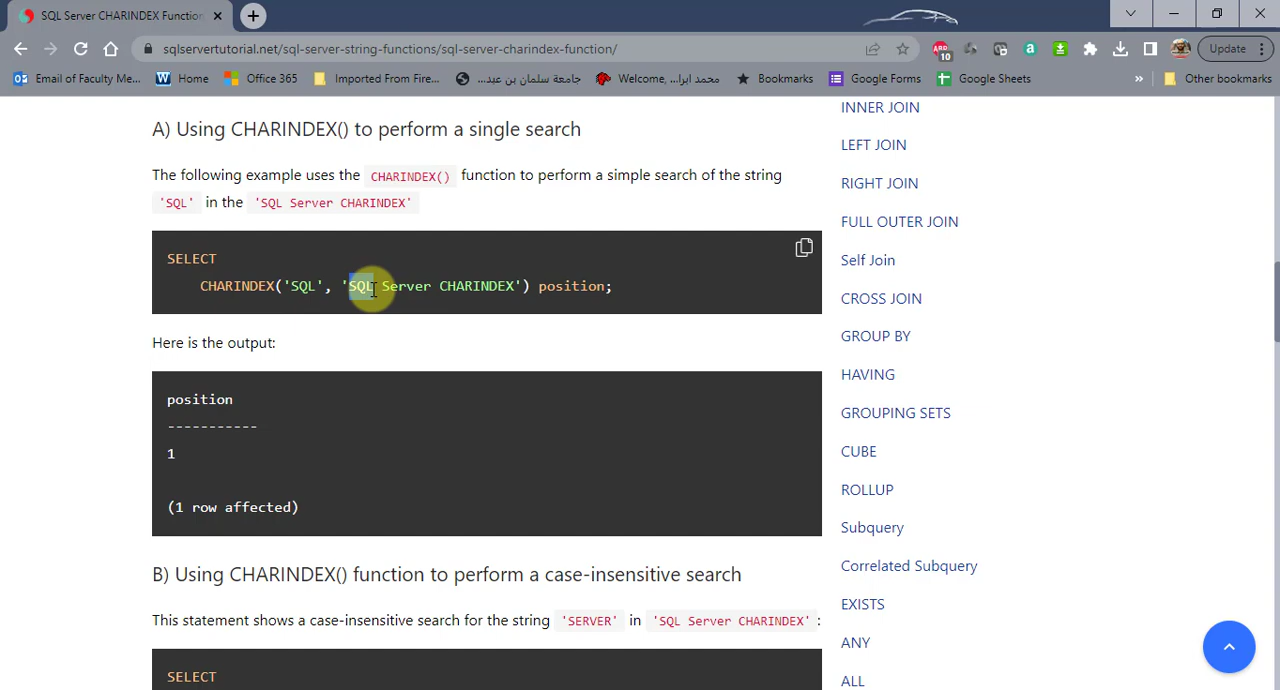 SQL Server CHARINDEX Function
sqlservertutorial.net/sql-server-string-functions/sql-server-charindex-function/
10
Update
Email of Faculty Me...
Home
Office 365
Imported From Fire...
جامعة سلمان بن عبد...
Welcome, محمد ابرا...
Bookmarks
Google Forms
Google Sheets
»
Other bookmarks
A) Using CHARINDEX() to perform a single search
The following example uses the CHARINDEX() function to perform a simple search of the string
'SQL' in the 'SQL Server CHARINDEX'
SELECT
CHARINDEX('SQL', 'SQL Server CHARINDEX') position;
Here is the output:
position
-----------
1
(1 row affected)
B) Using CHARINDEX() function to perform a case-insensitive search
This statement shows a case-insensitive search for the string 'SERVER' in 'SQL Server CHARINDEX' :
SELECT
INNER JOIN
LEFT JOIN
RIGHT JOIN
FULL OUTER JOIN
Self Join
CROSS JOIN
GROUP BY
HAVING
GROUPING SETS
CUBE
ROLLUP
Subquery
Correlated Subquery
EXISTS
ANY
ALL